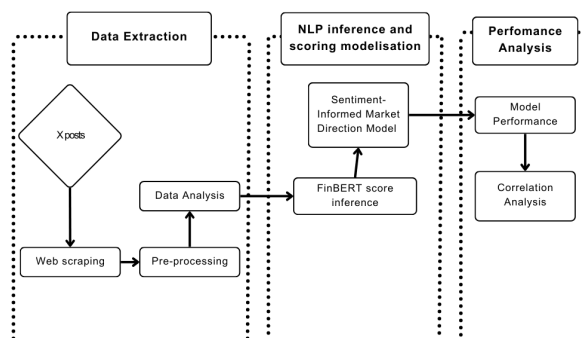 Data Extraction
NLP inference and
scoring modelisation
Perfomance
Analysis
X posts
Web scraping
Pre-processing
Data Analysis
Sentiment-
Informed Market
Direction Model
FinBERT score
inference
Model
Performance
Correlation
Analysis